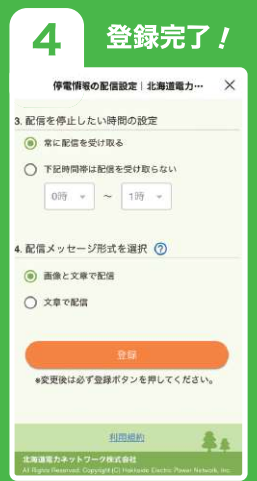 4 登録完了！
停電情報の配信設定｜北海道電力… ×
3. 配信を停止したい時間の設定
常に配信を受け取る
下記時間帯は配信を受け取らない
0時 ～ 1時
4. 配信メッセージ形式を選択 ?
画像と文章で配信
文章で配信
登録
※変更後は必ず登録ボタンを押してください。
利用規約
北海道電力ネットワーク株式会社
All Rights Reserved. Copyright (C) Hokkaido Electric Power Network, Inc.